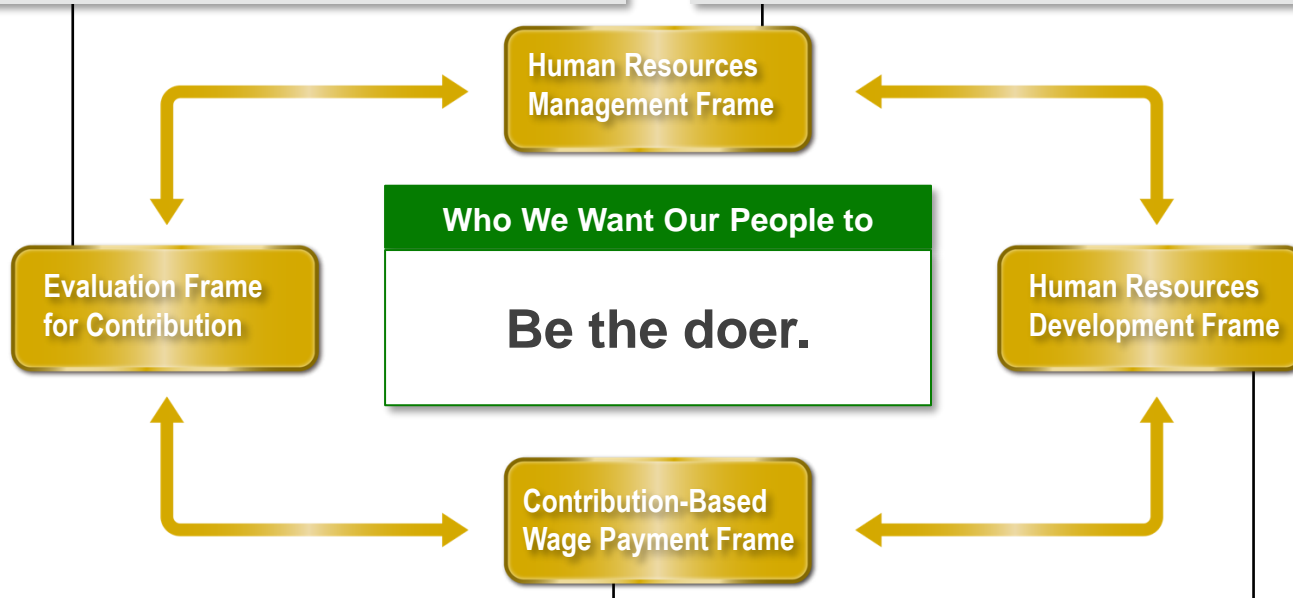 Human Resources
Management Frame
Who We Want Our People to
Evaluation Frame
for Contribution
Be the doer.
Human Resources
Development Frame
Contribution-Based
Wage Payment Frame